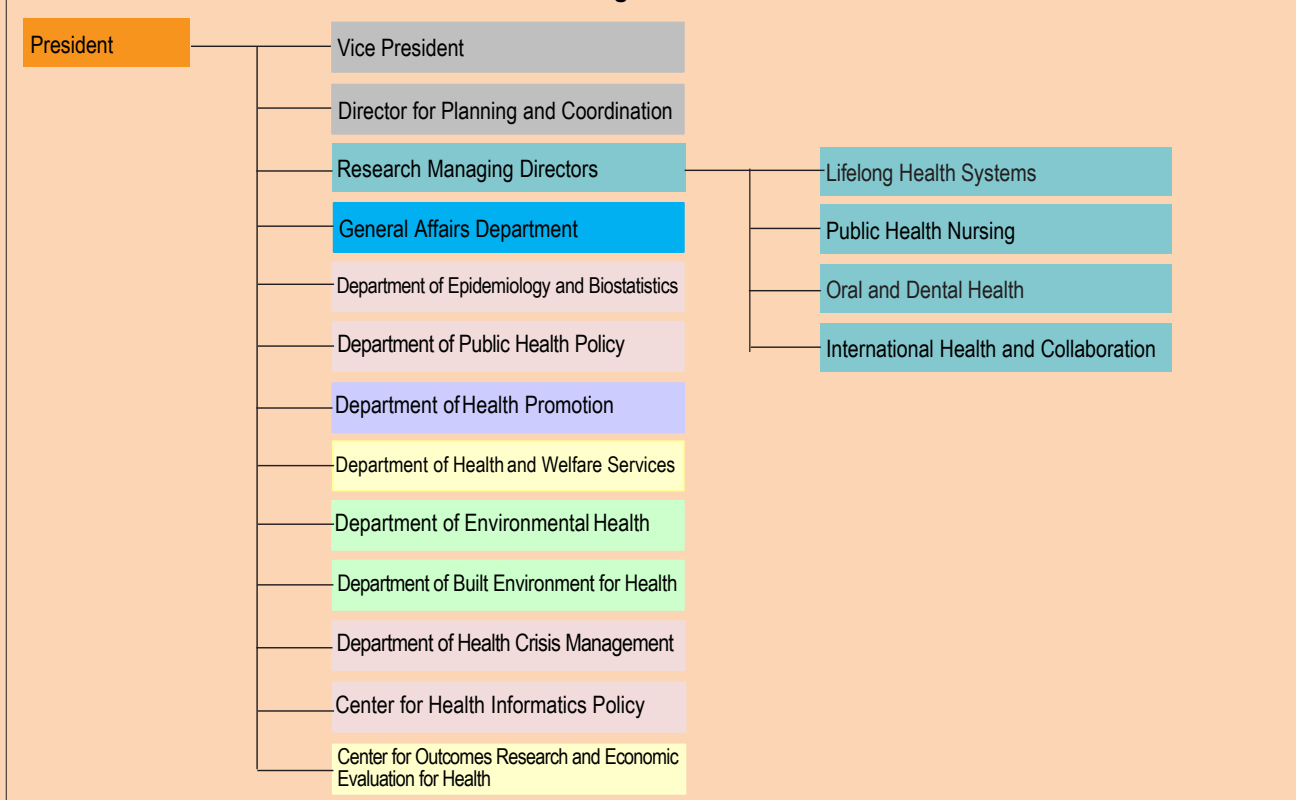 President
Vice President
Director for Planning and Coordination
Research Managing Directors
Lifelong Health Systems
General Affairs Department
Public Health Nursing
Department of Epidemiology and Biostatistics
Oral and Dental Health
Department of Public Health Policy
International Health and Collaboration
Department of Health Promotion
Department of Health and Welfare Services
Department of Environmental Health
Department of Built Environment for Health
Department of Health Crisis Management
Center for Health Informatics Policy
Center for Outcomes Research and Economic
Evaluation for Health